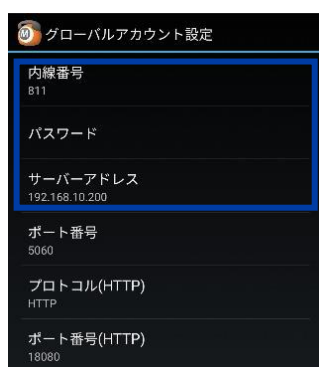 グローバルアカウント設定
内線番号
811
パスワード
サーバーアドレス
192.168.10.200
ポート番号
5060
プロトコル(HTTP)
HTTP
ポート番号(HTTP)
18080